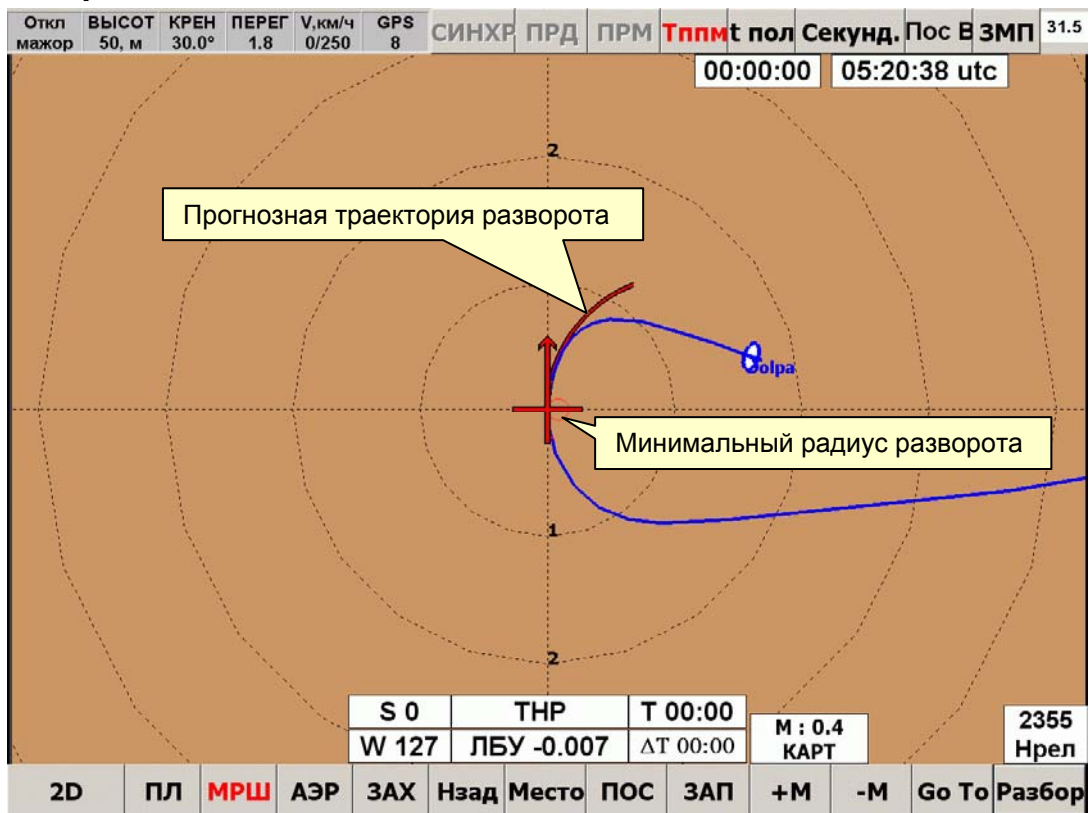 Откл ВЫСОТ КРЕН ПЕРЕГ V,км/ч GPS СИНХР ПРД ПРМ Тппм t пол Секунд. Пос В ЗМП 31.5
мажор 50, м 30.0° 1.8 0/250 8
00:00:00 05:20:38 utc
2
Прогнозная траектория разворота
olpa
Минимальный радиус разворота
1
2
S 0 ТНР T 00:00
W 127 ЛБУ -0.007 ΔT 00:00
М : 0.4
КАРТ
2355
Нрел
2D ПЛ МРШ АЭР ЗАХ Нзад Место ПОС ЗАП +М -М Go To Разбор